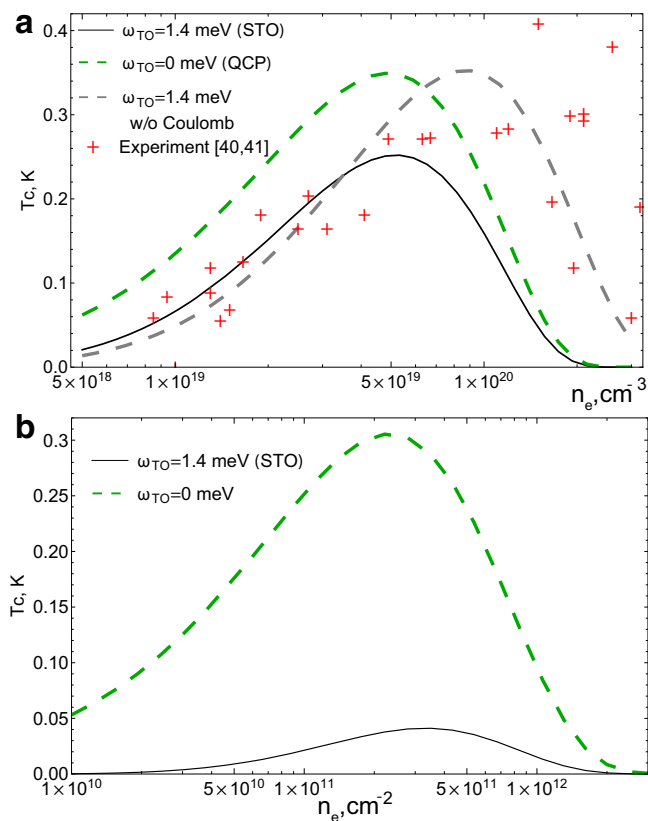 a
ω_TO=1.4 meV (STO)
ω_TO=0 meV (QCP)
ω_TO=1.4 meV
w/o Coulomb
Experiment [40,41]
Tc, K
0.4
0.3
0.2
0.1
0.0
5×10^18
1×10^19
5×10^19
1×10^20
n_e,cm^-3
b
ω_TO=1.4 meV (STO)
ω_TO=0 meV
Tc, K
0.30
0.25
0.20
0.15
0.10
0.05
0.00
1×10^10
5×10^10
1×10^11
5×10^11
1×10^12
n_e,cm^-2